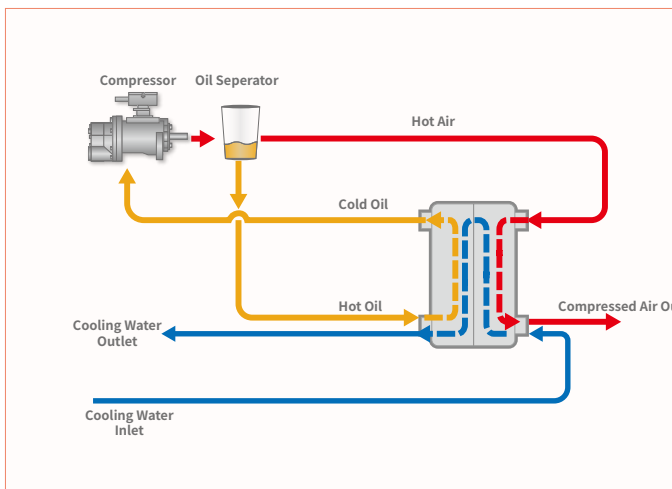 Compressor
Oil Seperator
Hot Air
Cold Oil
Hot Oil
Compressed Air Ou
Cooling Water
Outlet
Cooling Water
Inlet